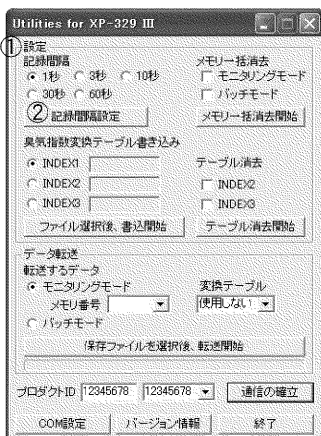 Utilities for XP-329 Ⅲ
① 設定
記録間隔 メモリー括消去
1秒 3秒 10秒 モニタリングモード
30秒 60秒 バッチモード
② 記録間隔設定 メモリー括消去開始
臭気指数変換テーブル書き込み
INDEX1 テーブル消去
INDEX2 INDEX2
INDEX3 INDEX3
ファイル選択後、書込開始 テーブル消去開始
データ転送
転送するデータ
モニタリングモード 変換テーブル
メモリ番号 使用しない
バッチモード
保存ファイルを選択後、転送開始
プロダクトID 12345678 12345678 通信の確立
COM設定 バージョン情報 終了